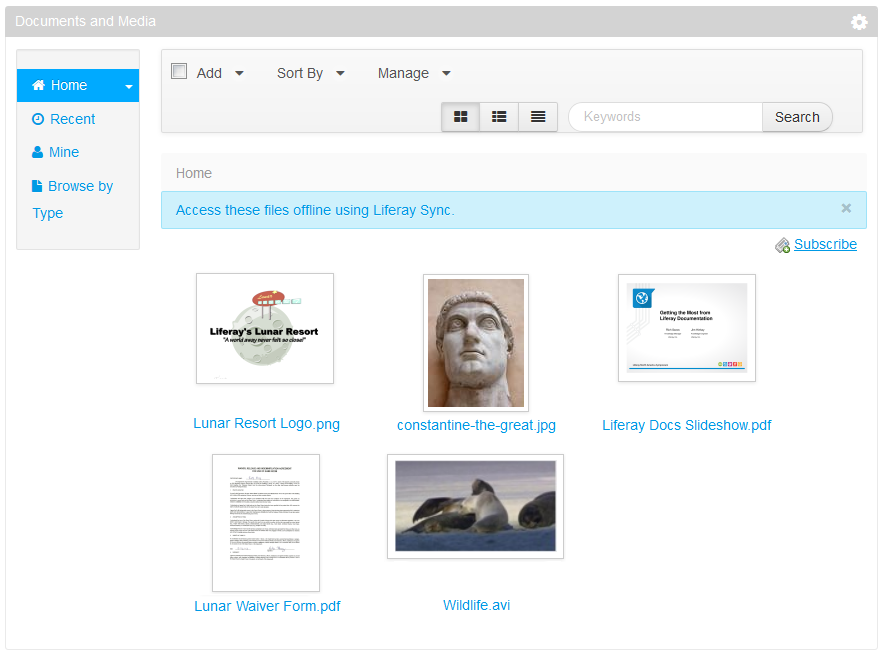 Documents and Media
Home
Recent
Mine
Browse by
Type
Add
Sort By
Manage
Keywords
Search
Home
Access these files offline using Liferay Sync.
Subscribe
Liferay's Lunar Resort
"A world away never felt so close!"
Lunar Resort Logo.png
constantine-the-great.jpg
Getting the Most from
Liferay Documentation
Liferay Docs Slideshow.pdf
Lunar Waiver Form.pdf
Wildlife.avi